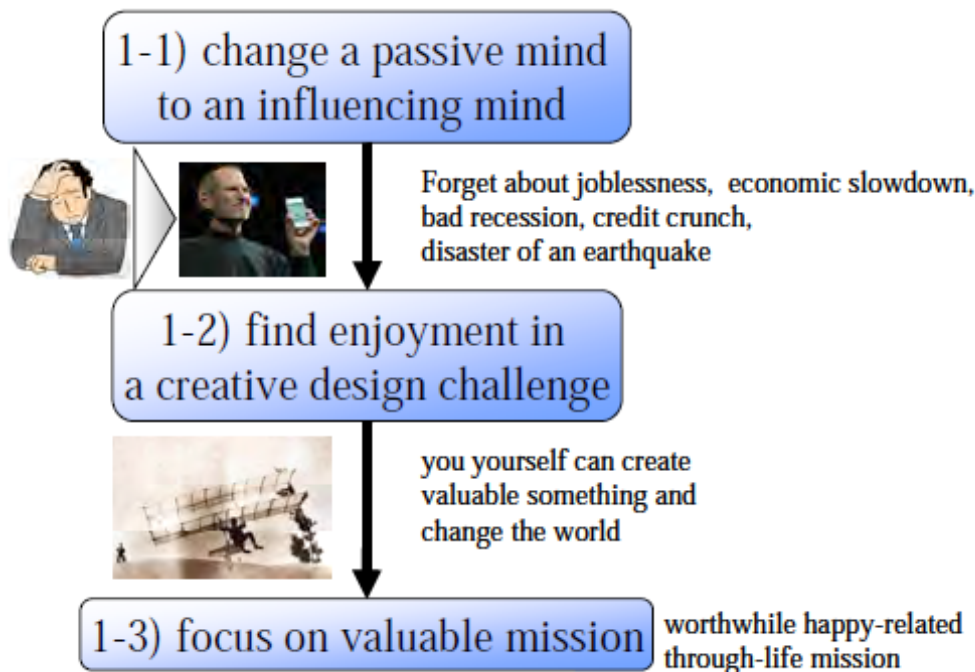 1-1) change a passive mind
to an influencing mind
Forget about joblessness, economic slowdown,
bad recession, credit crunch,
disaster of an earthquake
1-2) find enjoyment in
a creative design challenge
you yourself can create
valuable something and
change the world
1-3) focus on valuable mission
worthwhile happy-related
through-life mission